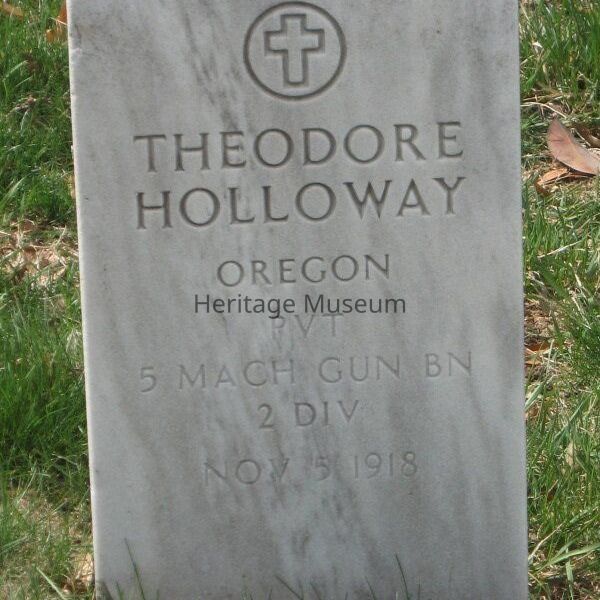 THEODORE
HOLLOWAY
OREGON
Heritage Museum
PVT
5 MACH GUN BN
2 DIV
NOV 5 1918